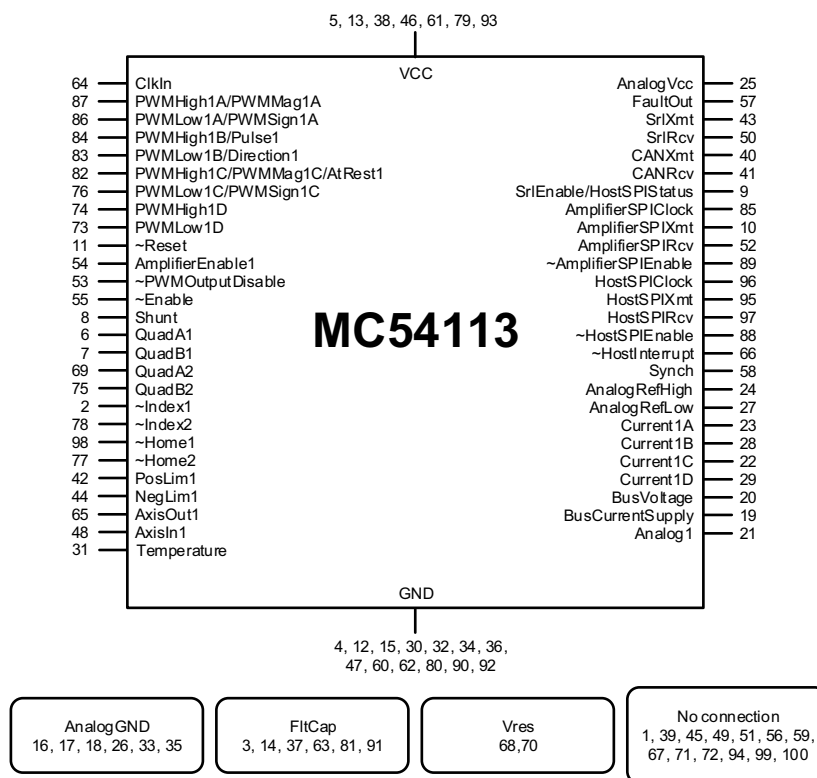 5, 13, 38, 46, 61, 79, 93
VCC
64 ClkIn
87 PWMHigh1A/PWMMag1A
86 PWMLow1A/PWMSign1A
84 PWMHigh1B/Pulse1
83 PWMLow1B/Direction1
82 PWMHigh1C/PWMMag1C/AtRest1
76 PWMLow1C/PWMSign1C
74 PWMHigh1D
73 PWMLow1D
11 ~Reset
54 AmplifierEnable1
53 ~PWMOutputDisable
55 ~Enable
8 Shunt
6 QuadA1
7 QuadB1
69 QuadA2
75 QuadB2
2 ~Index1
78 ~Index2
98 ~Home1
77 ~Home2
42 PosLim1
44 NegLim1
65 AxisOut1
48 AxisIn1
31 Temperature
MC54113
AnalogVcc 25
FaultOut 57
SrlXmt 43
SrlRcv 50
CANXmt 40
CANRcv 41
SrlEnable/HostSPIStatus 9
AmplifierSPIClock 85
AmplifierSPIXmt 10
AmplifierSPIRcv 52
~AmplifierSPIEnable 89
HostSPIClock 96
HostSPIXmt 95
HostSPIRcv 97
~HostSPIEnable 88
~HostInterrupt 66
Synch 58
AnalogRefHigh 24
AnalogRefLow 27
Current1A 23
Current1B 28
Current1C 22
Current1D 29
BusVoltage 20
BusCurrentSupply 19
Analog1 21
GND
4, 12, 15, 30, 32, 34, 36,
47, 60, 62, 80, 90, 92
AnalogGND
16, 17, 18, 26, 33, 35
FltCap
3, 14, 37, 63, 81, 91
Vres
68,70
No connection
1, 39, 45, 49, 51, 56, 59,
67, 71, 72, 94, 99, 100